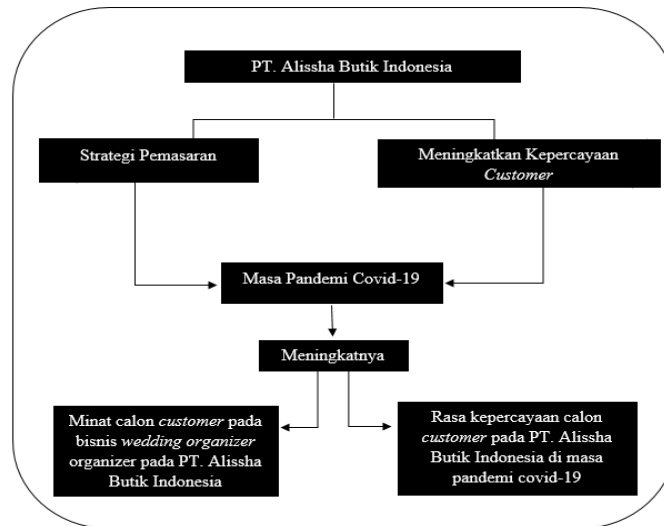 PT. Alissha Butik Indonesia
Strategi Pemasaran
Meningkatkan Kepercayaan
Customer
Masa Pandemi Covid-19
Meningkatnya
Minat calon customer pada
bisnis wedding organizer
organizer pada PT. Alissha
Butik Indonesia
Rasa kepercayaan calon
customer pada PT. Alissha
Butik Indonesia di masa
pandemi covid-19